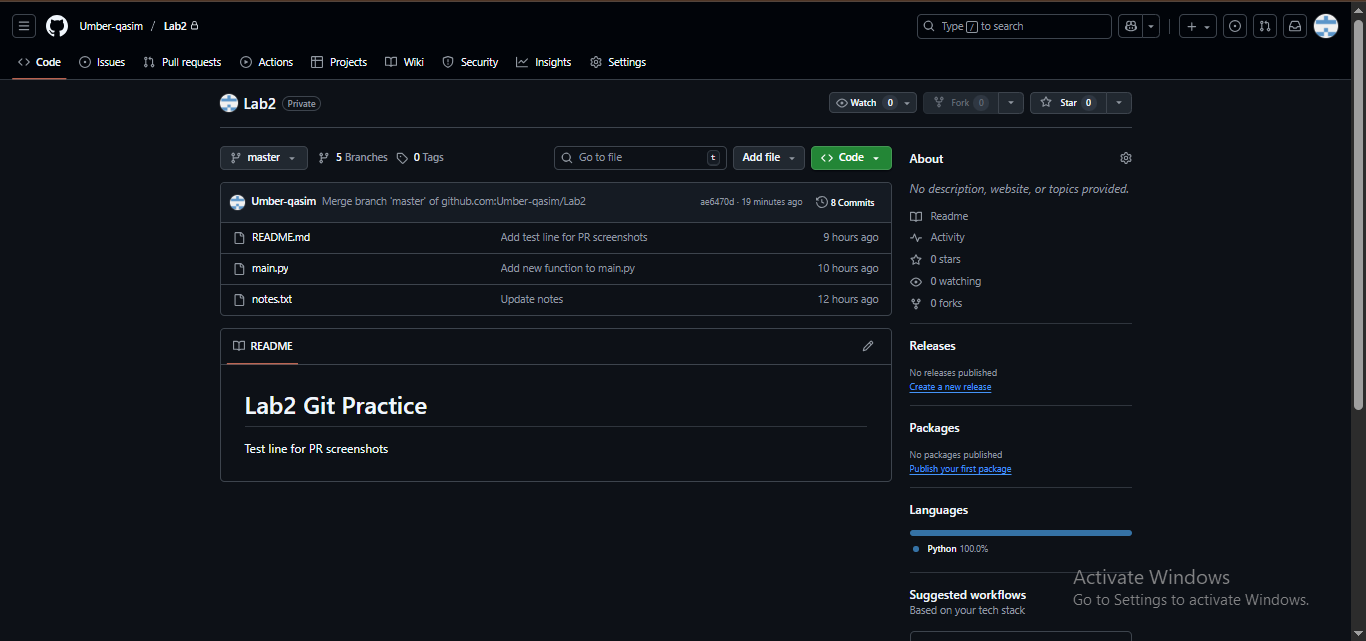 Umber-qasim / Lab2
Type / to search
Code Issues Pull requests Actions Projects Wiki Security Insights Settings
Lab2 Private
Watch 0 Fork 0 Star 0
master 5 Branches 0 Tags Go to file t Add file Code
Umber-qasim Merge branch 'master' of github.com:Umber-qasim/Lab2 ae6470d · 19 minutes ago 8 Commits
README.md Add test line for PR screenshots 9 hours ago
main.py Add new function to main.py 10 hours ago
notes.txt Update notes 12 hours ago
README
Lab2 Git Practice
Test line for PR screenshots
About
No description, website, or topics provided.
Readme
Activity
0 stars
0 watching
0 forks
Releases
No releases published
Create a new release
Packages
No packages published
Publish your first package
Languages
Python 100.0%
Suggested workflows
Based on your tech stack
Activate Windows
Go to Settings to activate Windows.